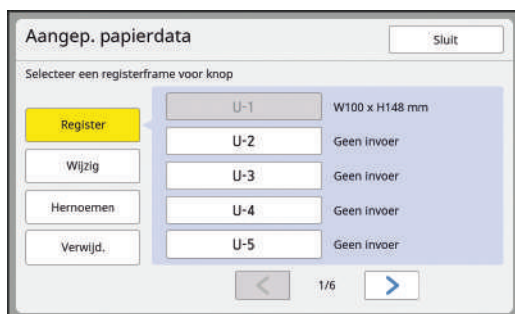 Aangep. papierdata
Sluit
Selecteer een registerframe voor knop
Register
Wijzig
Hernoemen
Verwijd.
U-1 W100 x H148 mm
U-2 Geen invoer
U-3 Geen invoer
U-4 Geen invoer
U-5 Geen invoer
< 1/6 >